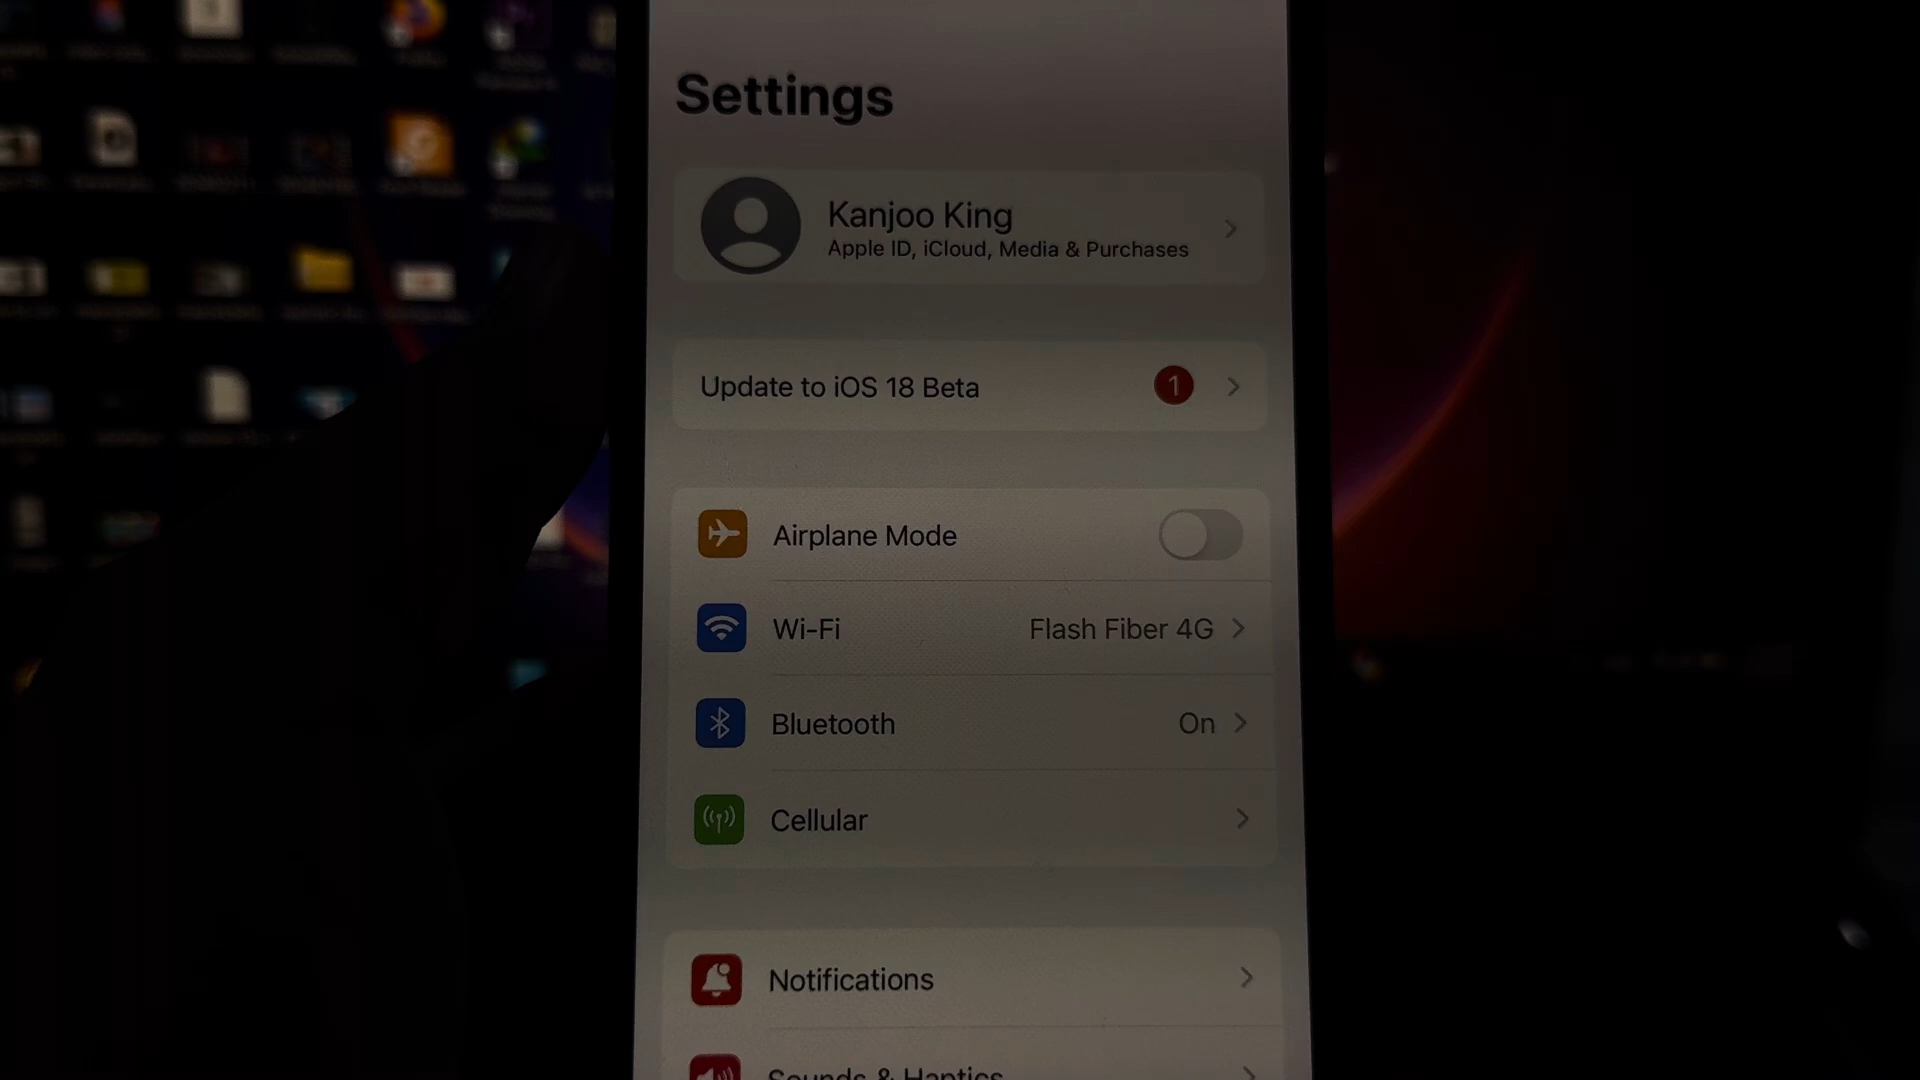 Settings
Kanjoo King
Apple ID, iCloud, Media & Purchases
Update to iOS 18 Beta 1
Airplane Mode
Wi-Fi Flash Fiber 4G
Bluetooth On
Cellular
Notifications
Sounds & Haptics